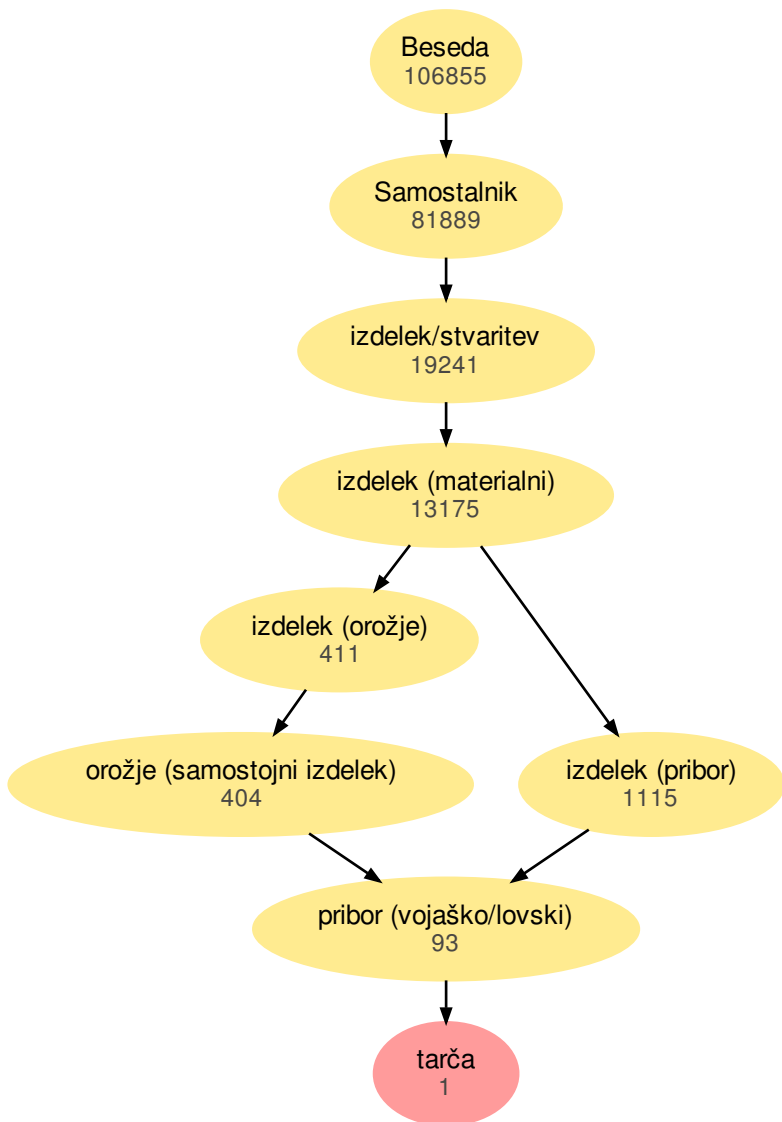 Beseda
106855
Samostalnik
81889
izdelek/stvaritev
19241
izdelek (materialni)
13175
izdelek (orožje)
411
orožje (samostojni izdelek)
404
izdelek (pribor)
1115
pribor (vojaško/lovski)
93
tarča
1